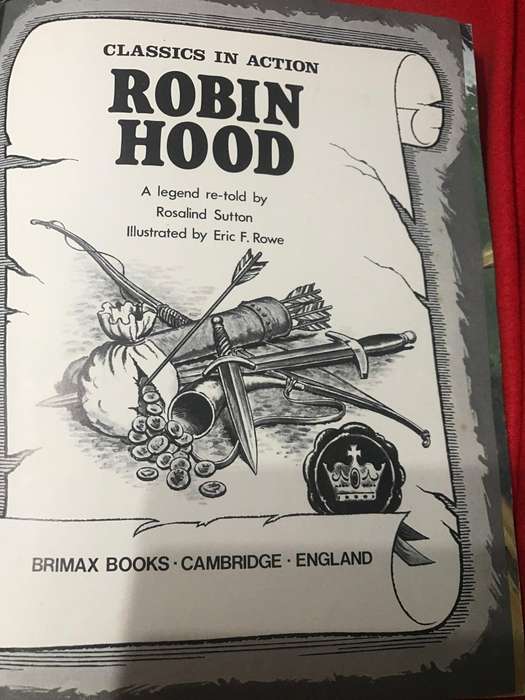 CLASSICS IN ACTION
ROBIN
HOOD
A legend re-told by
Rosalind Sutton
Illustrated by Eric F. Rowe
BRIMAX BOOKS · CAMBRIDGE · ENGLAND